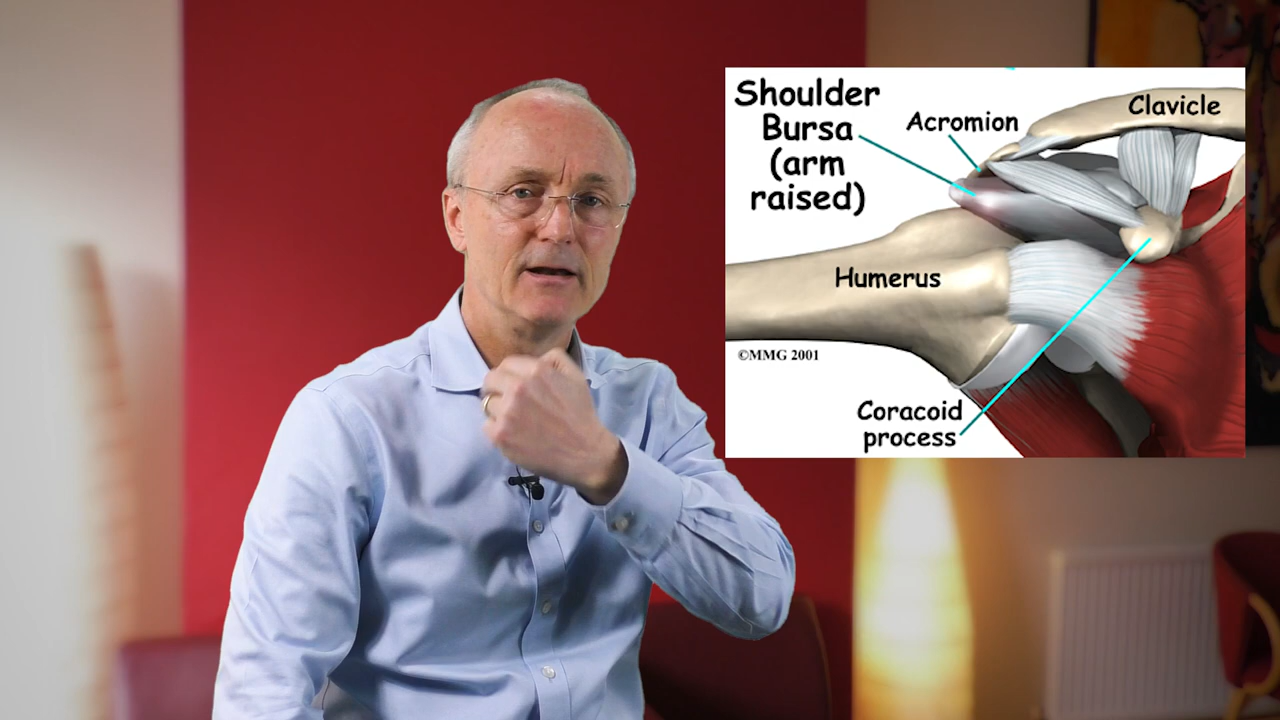 Shoulder
Bursa
(arm
raised)
Acromion
Clavicle
Humerus
©MMG 2001
Coracoid
process